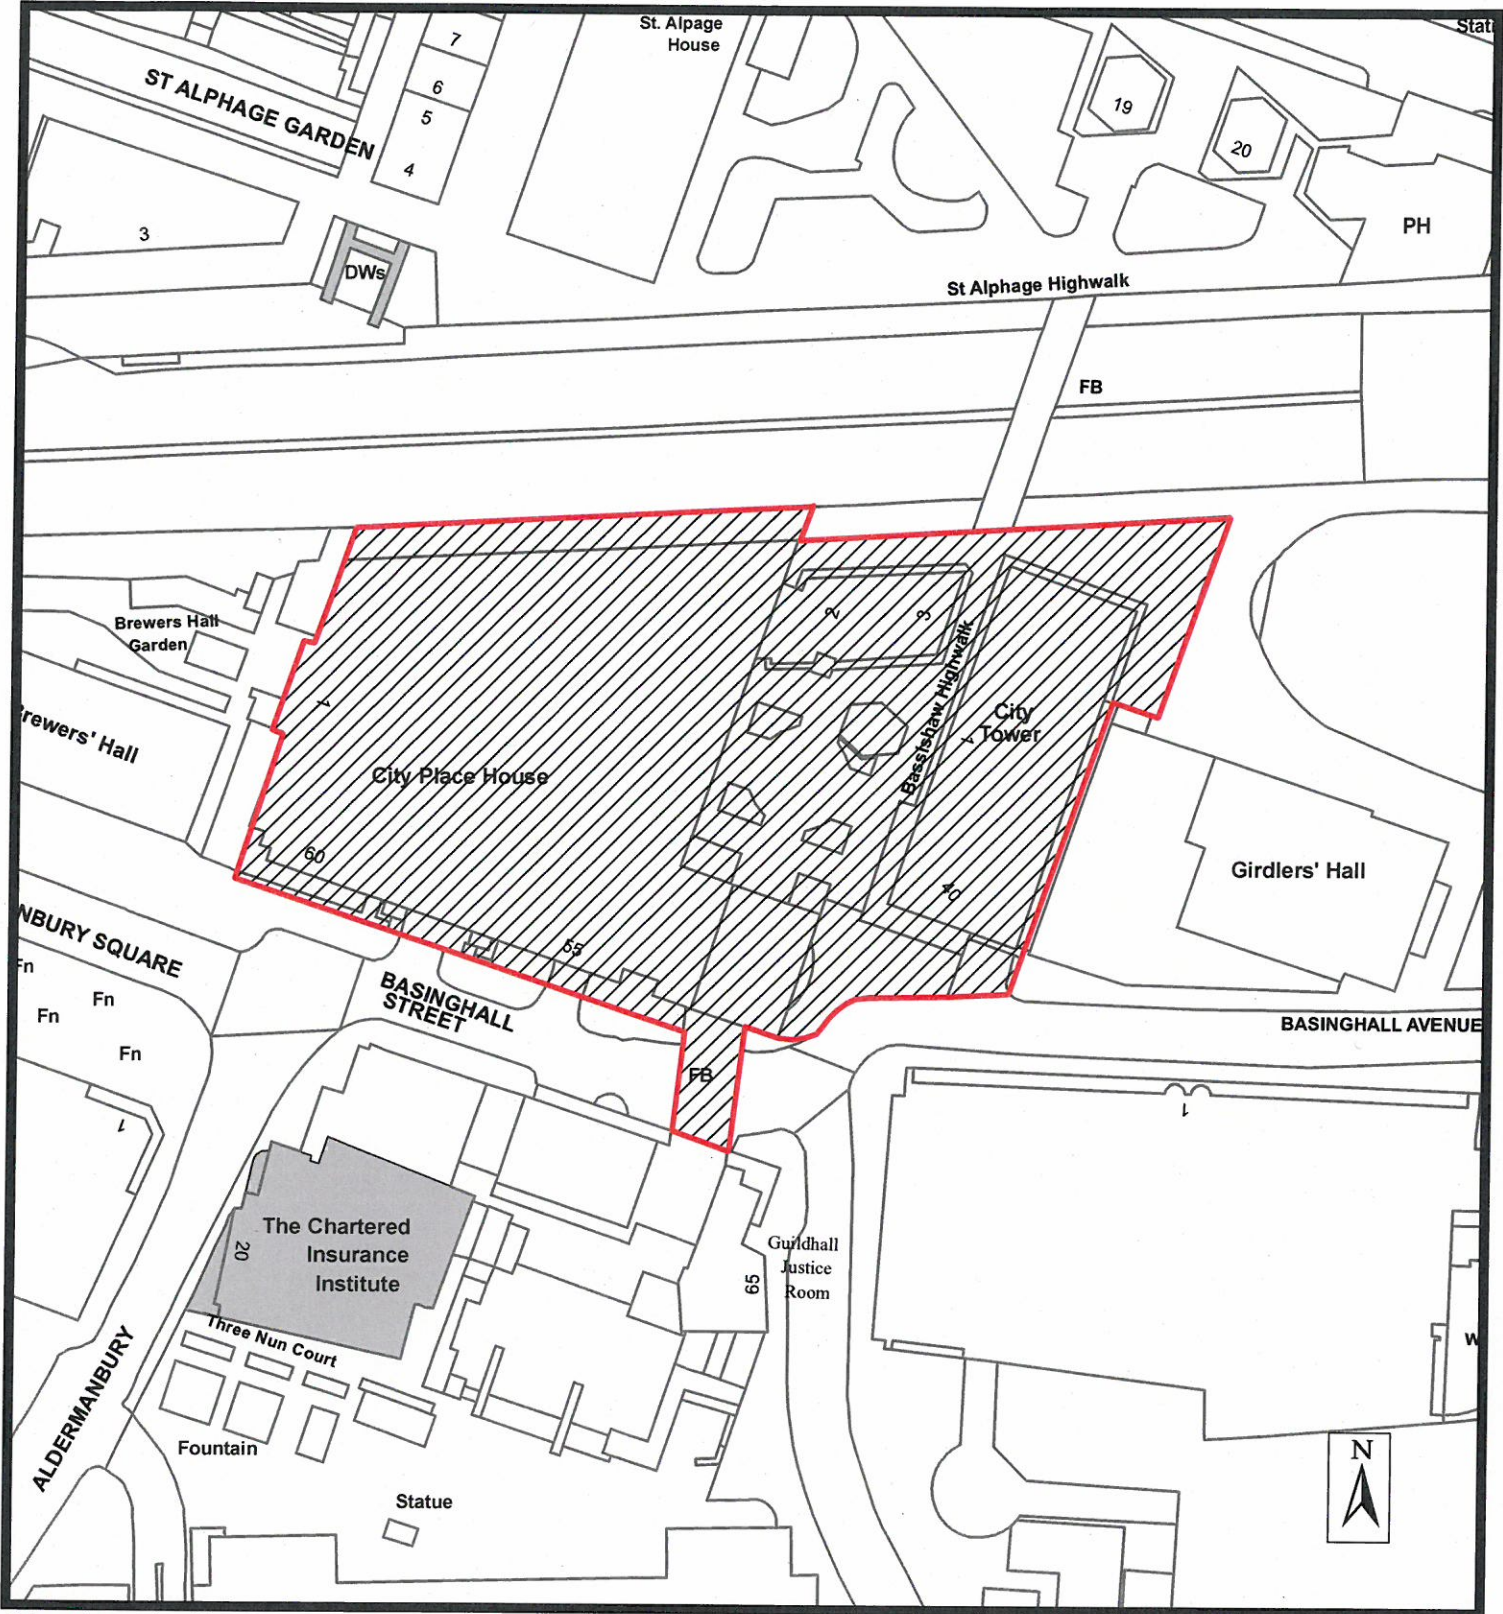 St. Alpage
House
Stati
7
6
5
4
ST ALPHAGE GARDEN
19
20
3
PH
DWs
St Alphage Highwalk
FB
Brewers Hall
Garden
2
3
Bassishaw Highwalk
1
City
Tower
1
Brewers' Hall
City Place House
60
40
Girdlers' Hall
NBURY SQUARE
55
Fn
Fn
Fn
Fn
BASINGHALL
STREET
BASINGHALL AVENUE
FB
1
1
The Chartered
Insurance
Institute
20
Guildhall
Justice
Room
65
Three Nun Court
W
ALDERMANBURY
Fountain
Statue
N